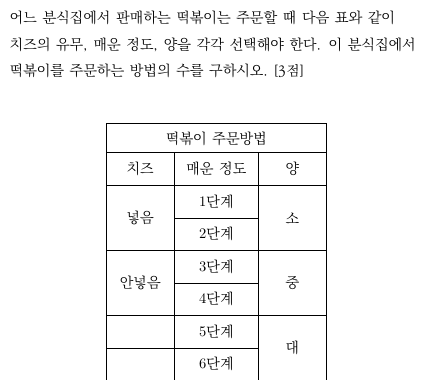 어느 분식집에서 판매하는 떡볶이는 주문할 때 다음 표와 같이
치즈의 유무, 매운 정도, 양을 각각 선택해야 한다. 이 분식집에서
떡볶이를 주문하는 방법의 수를 구하시오. [3점]
떡볶이 주문방법
치즈 매운 정도 양
넣음 1단계 소
2단계
안넣음 3단계 중
4단계
5단계 대
6단계